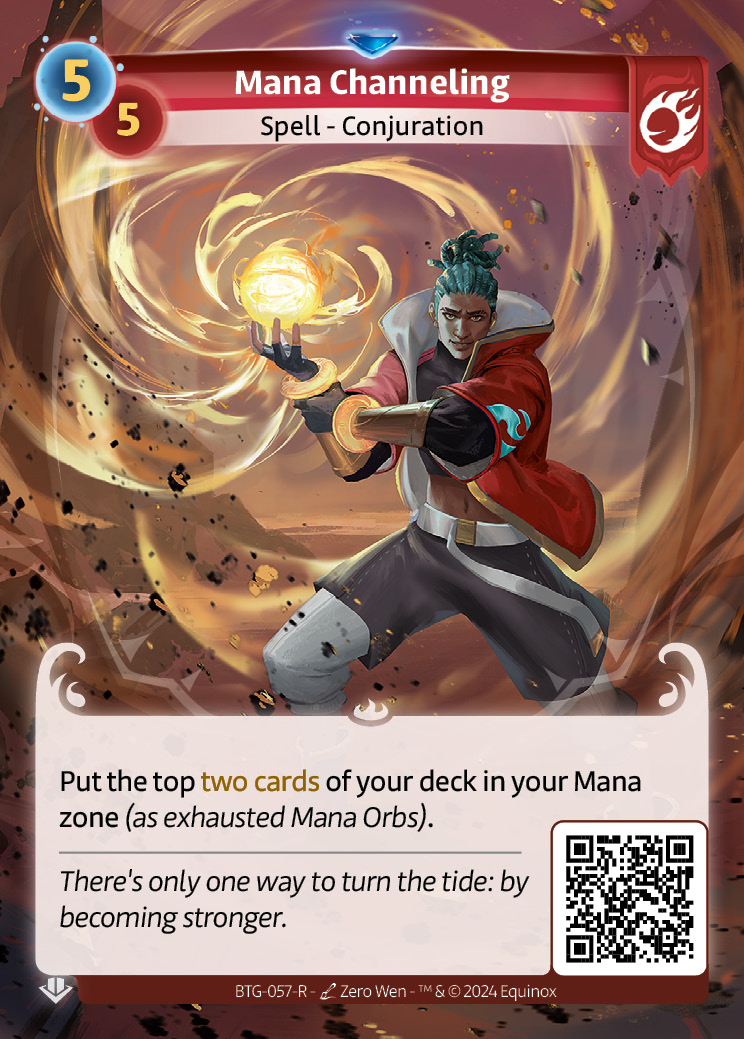 5
Mana Channeling
5
Spell - Conjuration
Put the top two cards of your deck in your Mana
zone (as exhausted Mana Orbs).
There's only one way to turn the tide: by
becoming stronger.
BTG-057-R - Zero Wen - ™ & © 2024 Equinox